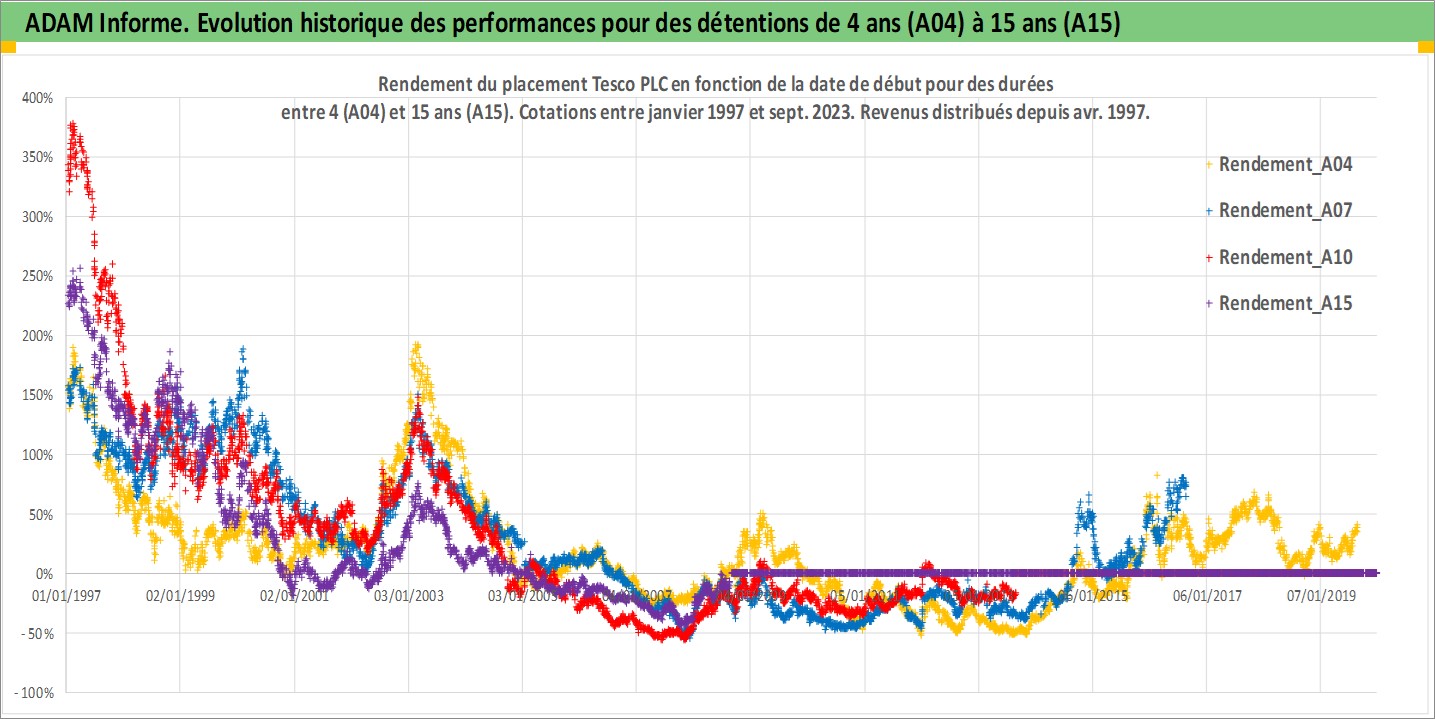 ADAM Informe. Evolution historique des performances pour des détentions de 4 ans (A04) à 15 ans (A15)
Rendement du placement Tesco PLC en fonction de la date de début pour des durées
entre 4 (A04) et 15 ans (A15). Cotations entre janvier 1997 et sept. 2023. Revenus distribués depuis avr. 1997.
400%
350%
300%
250%
200%
150%
100%
50%
0%
-50%
-100%
Rendement_A04
Rendement_A07
Rendement_A10
Rendement_A15
01/01/1997
02/01/1999
03/01/2003
2007
05/01/2015
06/01/2017
07/01/2019